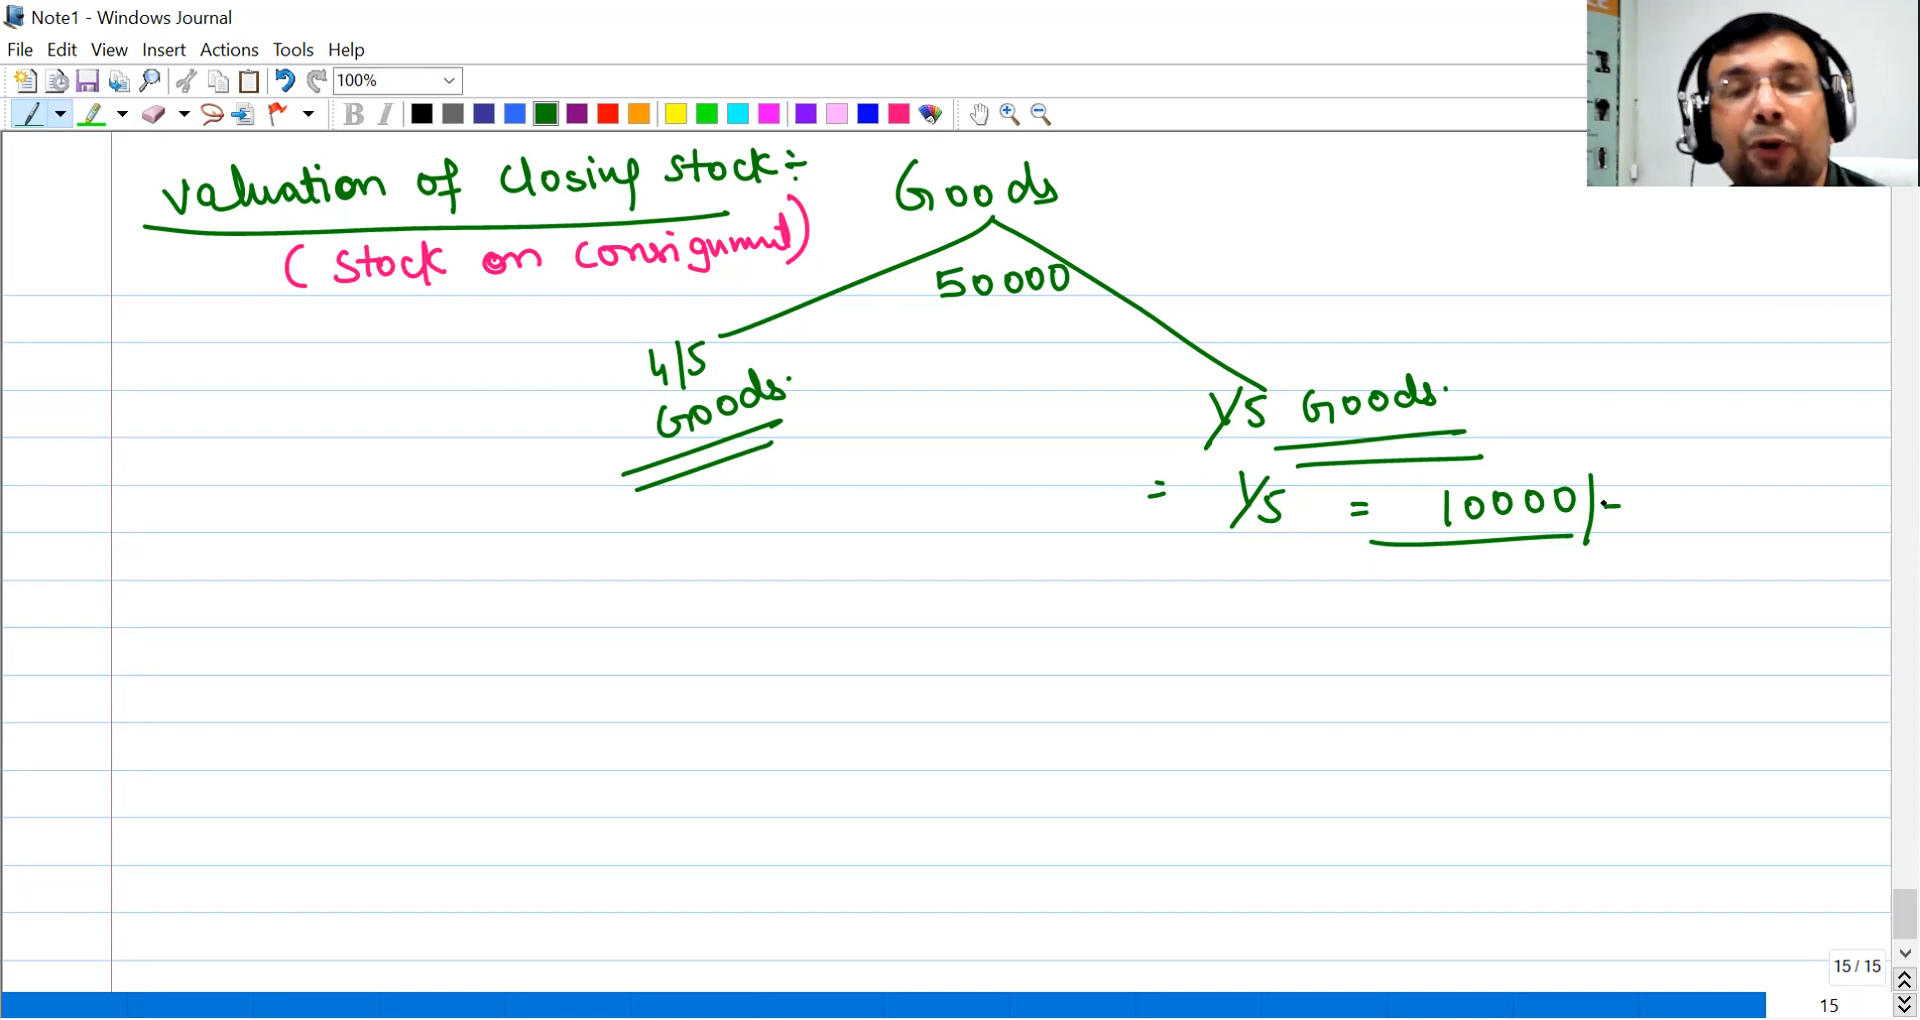 Note1 - Windows Journal
File Edit View Insert Actions Tools Help
100%
B I
Valuation of closing stock :-
(Stock on consignment)
Goods
50000
4/5
Goods.
1/5 Goods.
= 1/5 = 10000/-
15 / 15
15